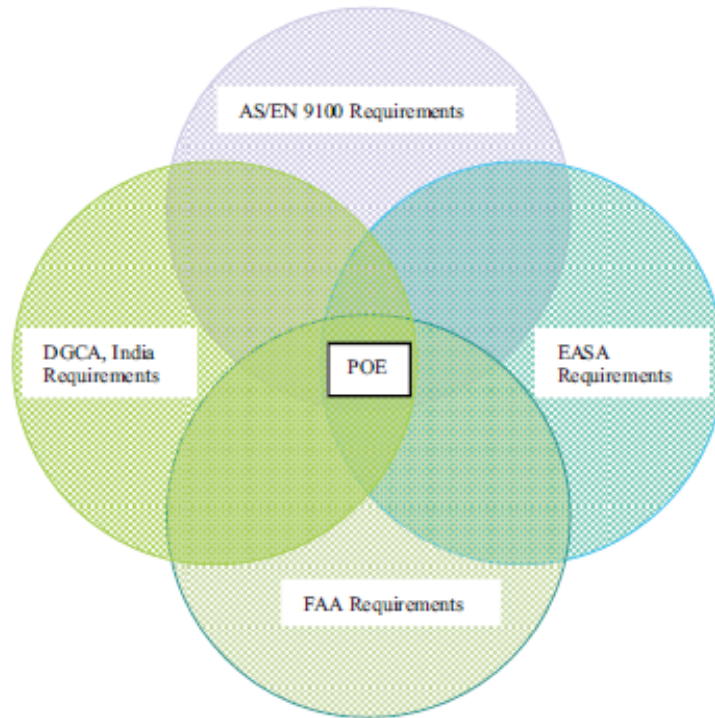 AS/EN 9100 Requirements
DGCA, India
Requirements
POE
EASA
Requirements
FAA Requirements